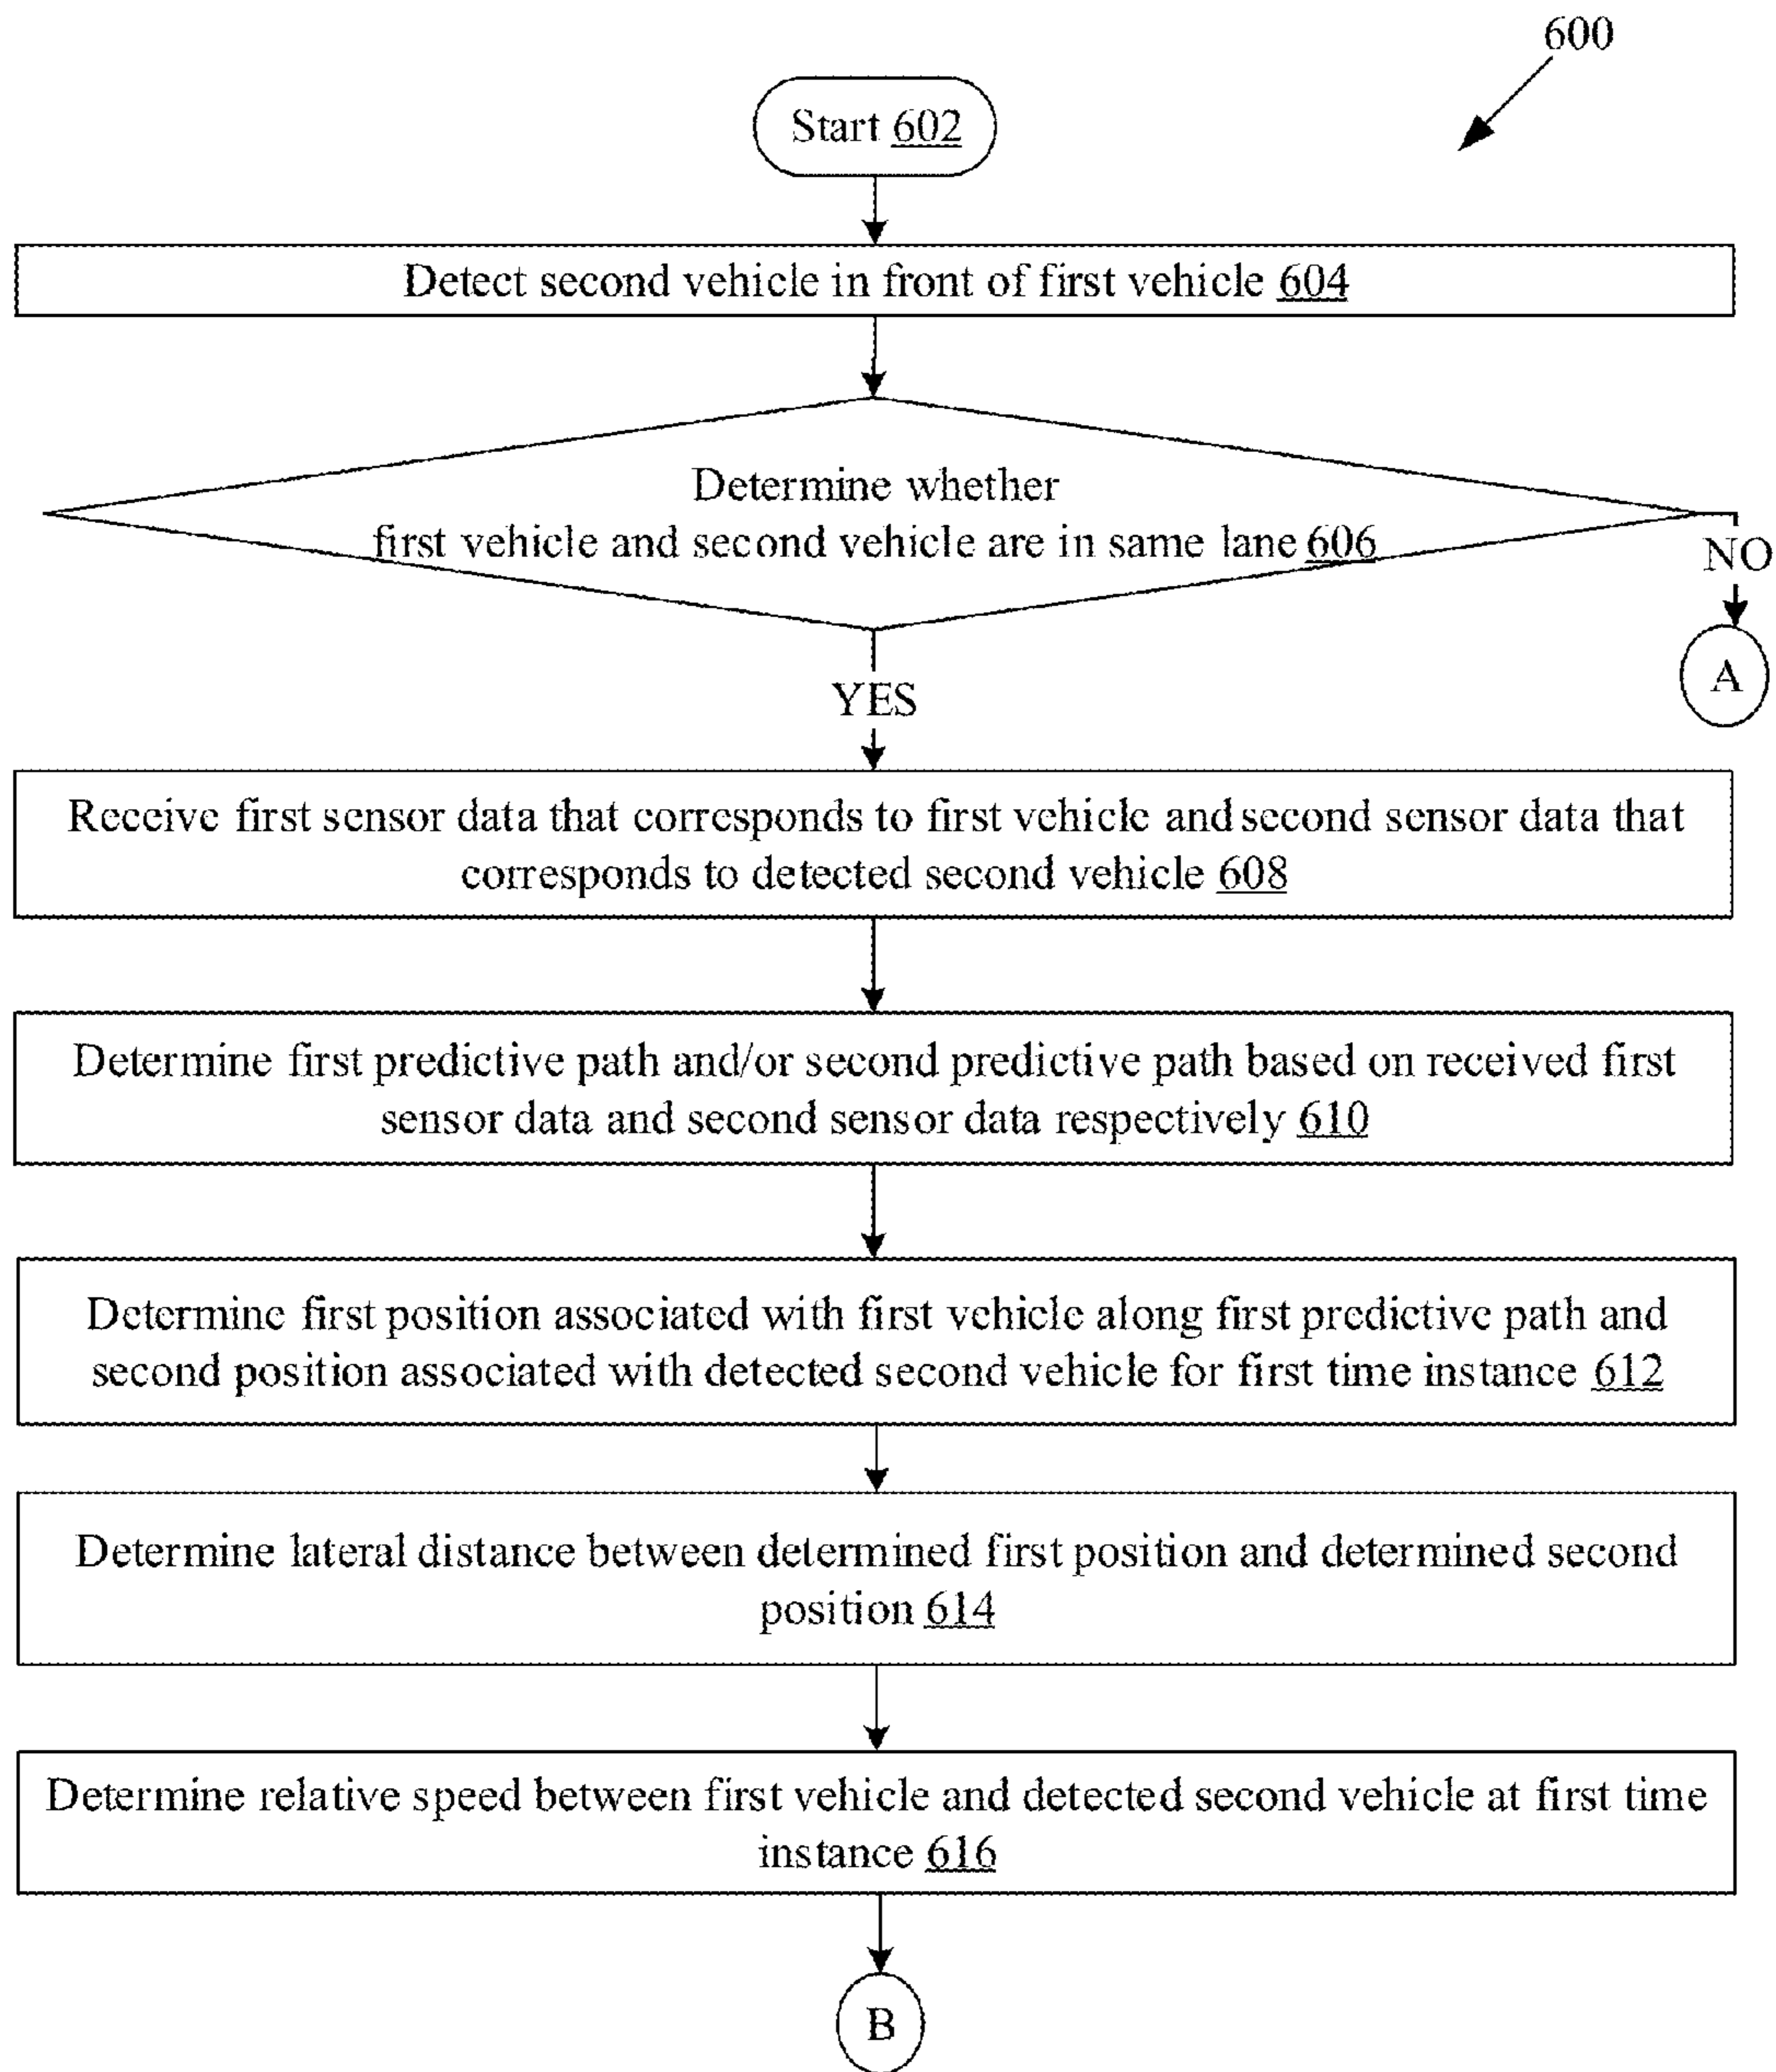 600
Start 602
Detect second vehicle in front of first vehicle 604
Determine whether
first vehicle and second vehicle are in same lane 606
NO
A
YES
Receive first sensor data that corresponds to first vehicle and second sensor data that
corresponds to detected second vehicle 608
Determine first predictive path and/or second predictive path based on received first
sensor data and second sensor data respectively 610
Determine first position associated with first vehicle along first predictive path and
second position associated with detected second vehicle for first time instance 612
Determine lateral distance between determined first position and determined second
position 614
Determine relative speed between first vehicle and detected second vehicle at first time
instance 616
B